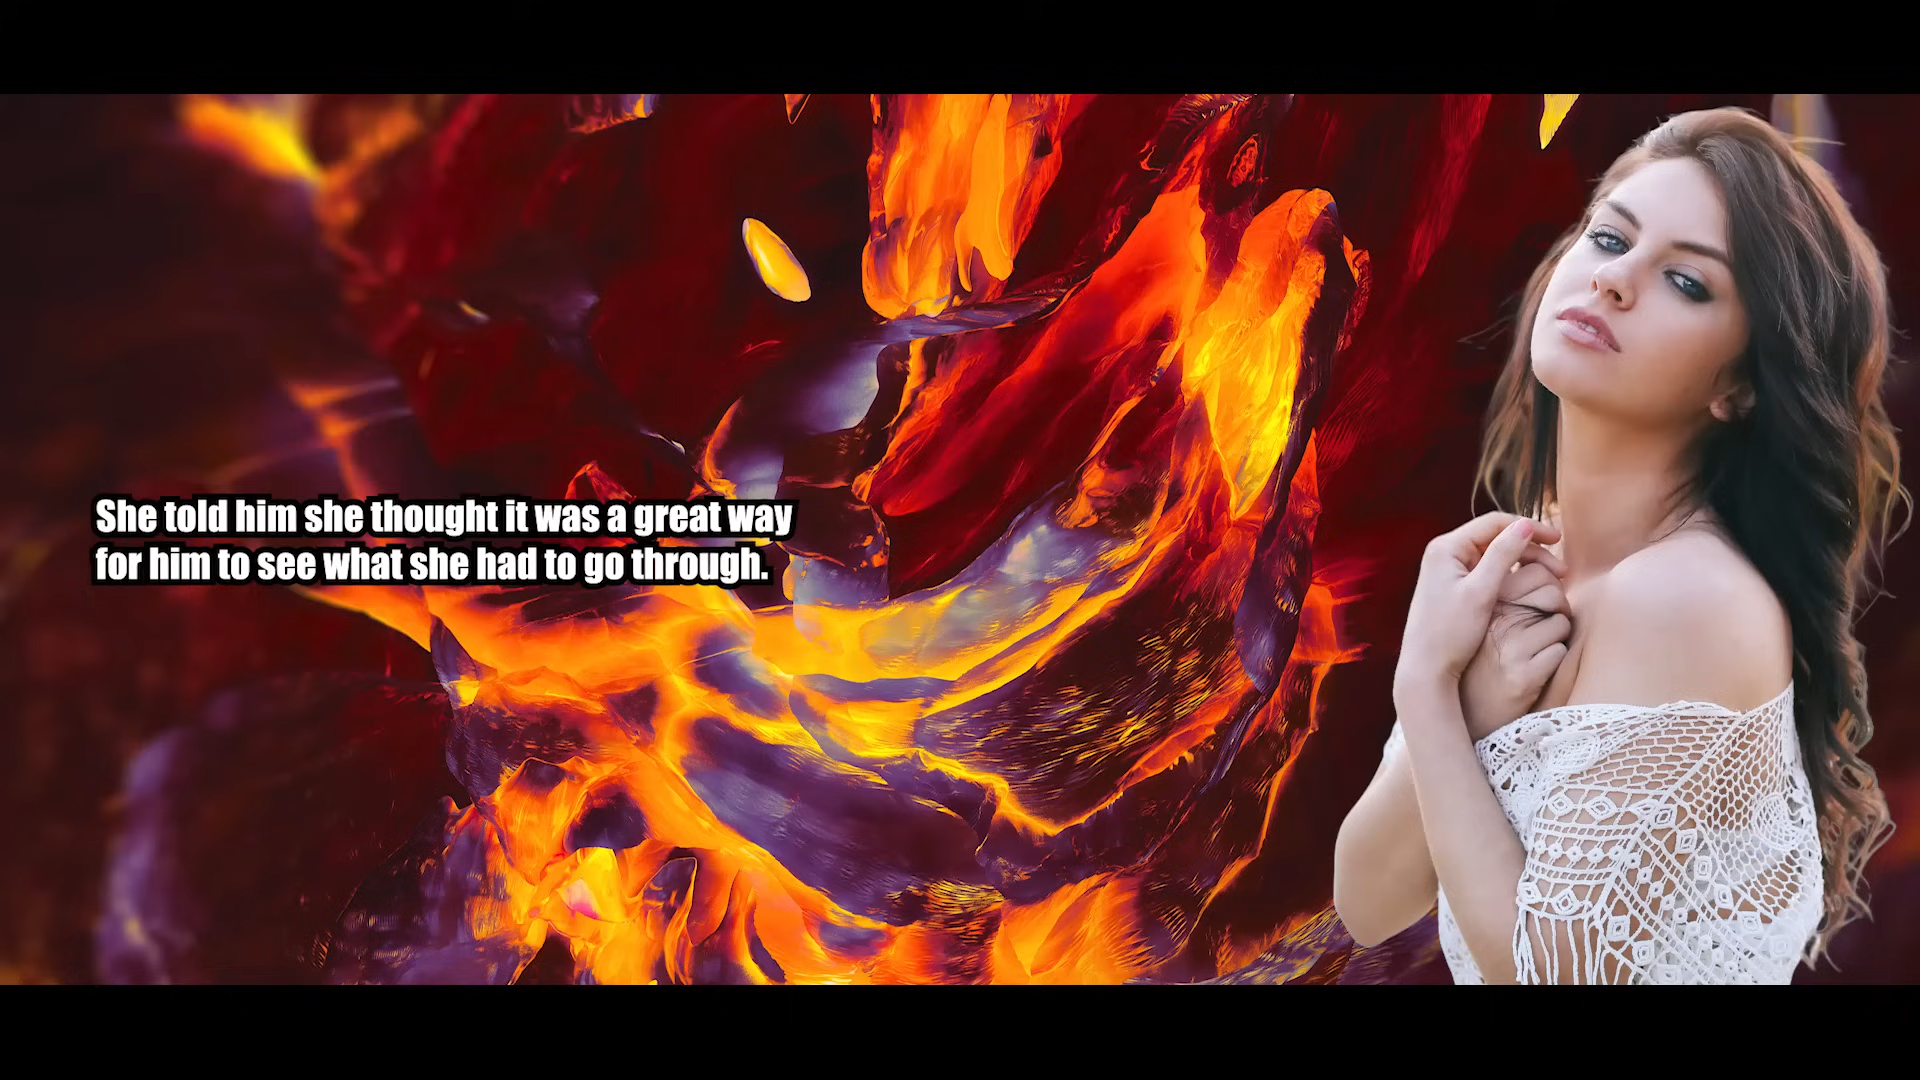 She told him she thought it was a great way
for him to see what she had to go through.